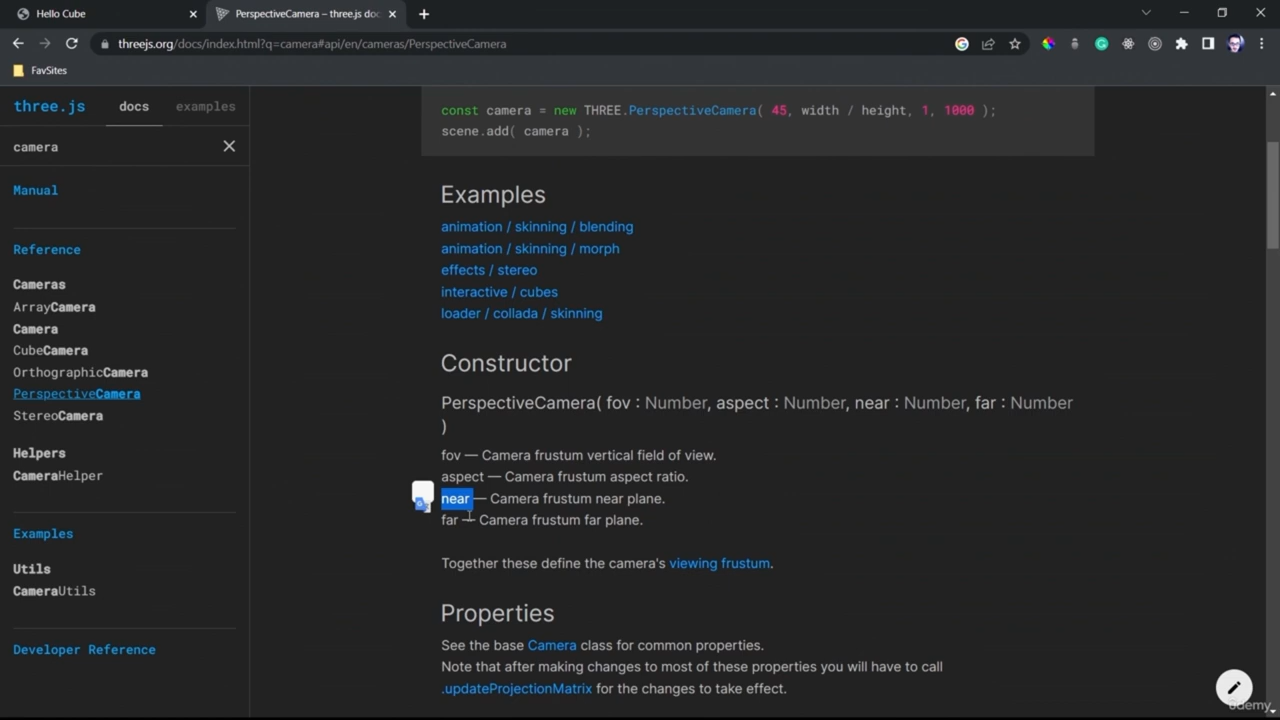 Hello Cube
PerspectiveCamera – three.js doc
threejs.org/docs/index.html?q=camera#api/en/cameras/PerspectiveCamera
FavSites
three.js
docs
examples
camera
Manual
Reference
Cameras
ArrayCamera
Camera
CubeCamera
OrthographicCamera
PerspectiveCamera
StereoCamera
Helpers
CameraHelper
Examples
Utils
CameraUtils
Developer Reference
const camera = new THREE.PerspectiveCamera( 45, width / height, 1, 1000 );
scene.add( camera );
Examples
animation / skinning / blending
animation / skinning / morph
effects / stereo
interactive / cubes
loader / collada / skinning
Constructor
PerspectiveCamera( fov : Number, aspect : Number, near : Number, far : Number
)
fov — Camera frustum vertical field of view.
aspect — Camera frustum aspect ratio.
near — Camera frustum near plane.
far — Camera frustum far plane.
Together these define the camera's viewing frustum.
Properties
See the base Camera class for common properties.
Note that after making changes to most of these properties you will have to call
.updateProjectionMatrix for the changes to take effect.
ûdemy